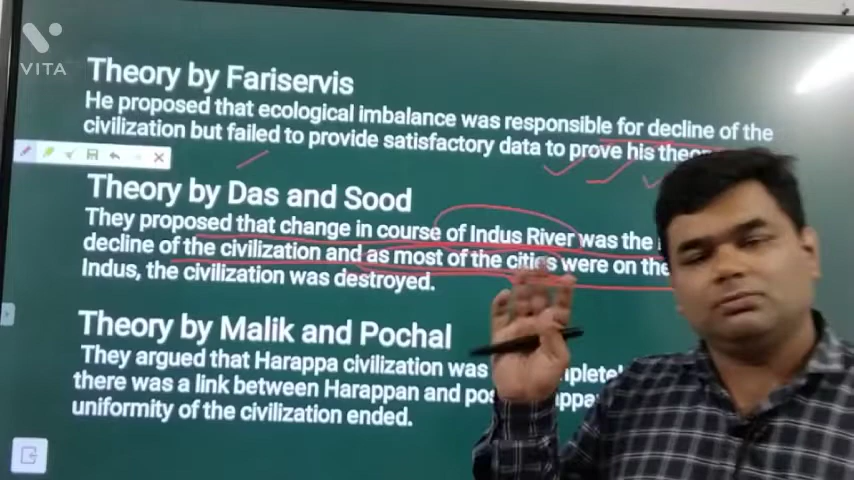 VITA
Theory by Fariservis
He proposed that ecological imbalance was responsible for decline of the
civilization but failed to provide satisfactory data to prove his
Theory by Das and Sood
They proposed that change in course of Indus River was the
decline of the civilization and as most of the cities were on the
Indus, the civilization was destroyed.
Theory by Malik and Pochal
They argued that Harappa civilization was
there was a link between Harappan and
uniformity of the civilization ended.